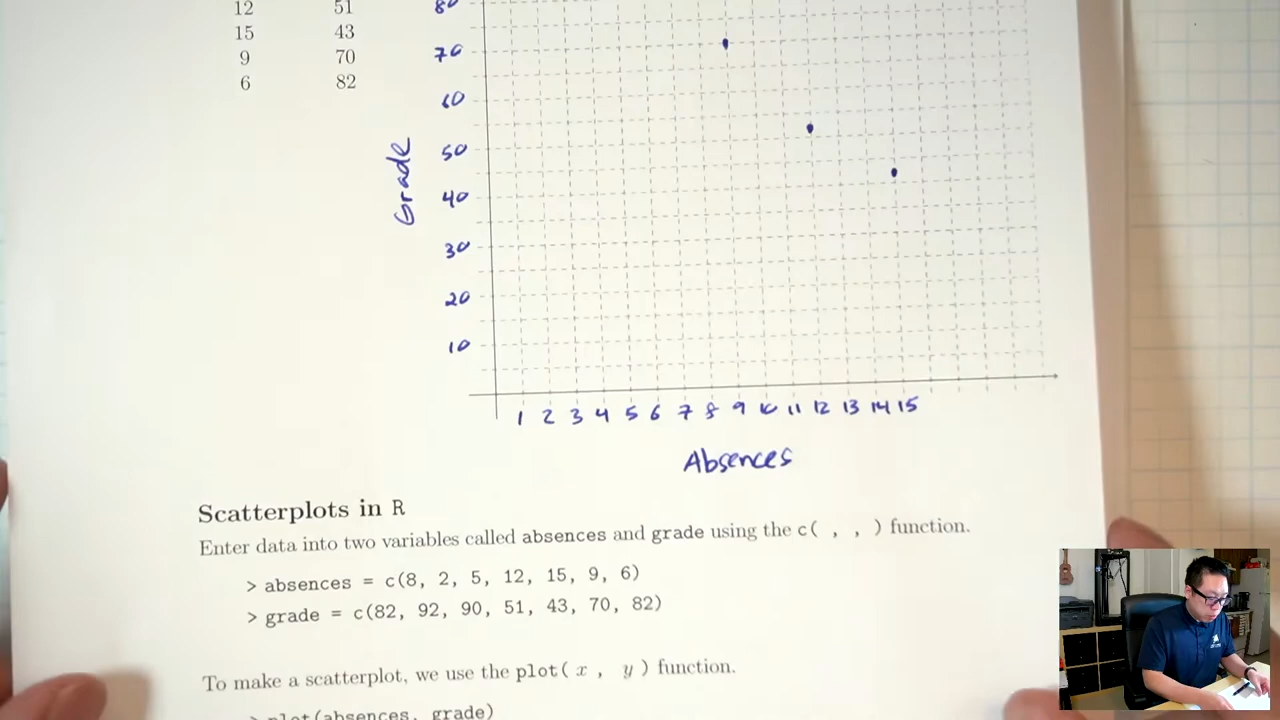 12 51
15 43
9 70
6 82
80
70
60
50
40
30
20
10
Grade
1 2 3 4 5 6 7 8 9 10 11 12 13 14 15
Absences
Scatterplots in R
Enter data into two variables called absences and grade using the c( , , ) function.
> absences = c(8, 2, 5, 12, 15, 9, 6)
> grade = c(82, 92, 90, 51, 43, 70, 82)
To make a scatterplot, we use the plot( x , y ) function.
> plot(absences, grade)